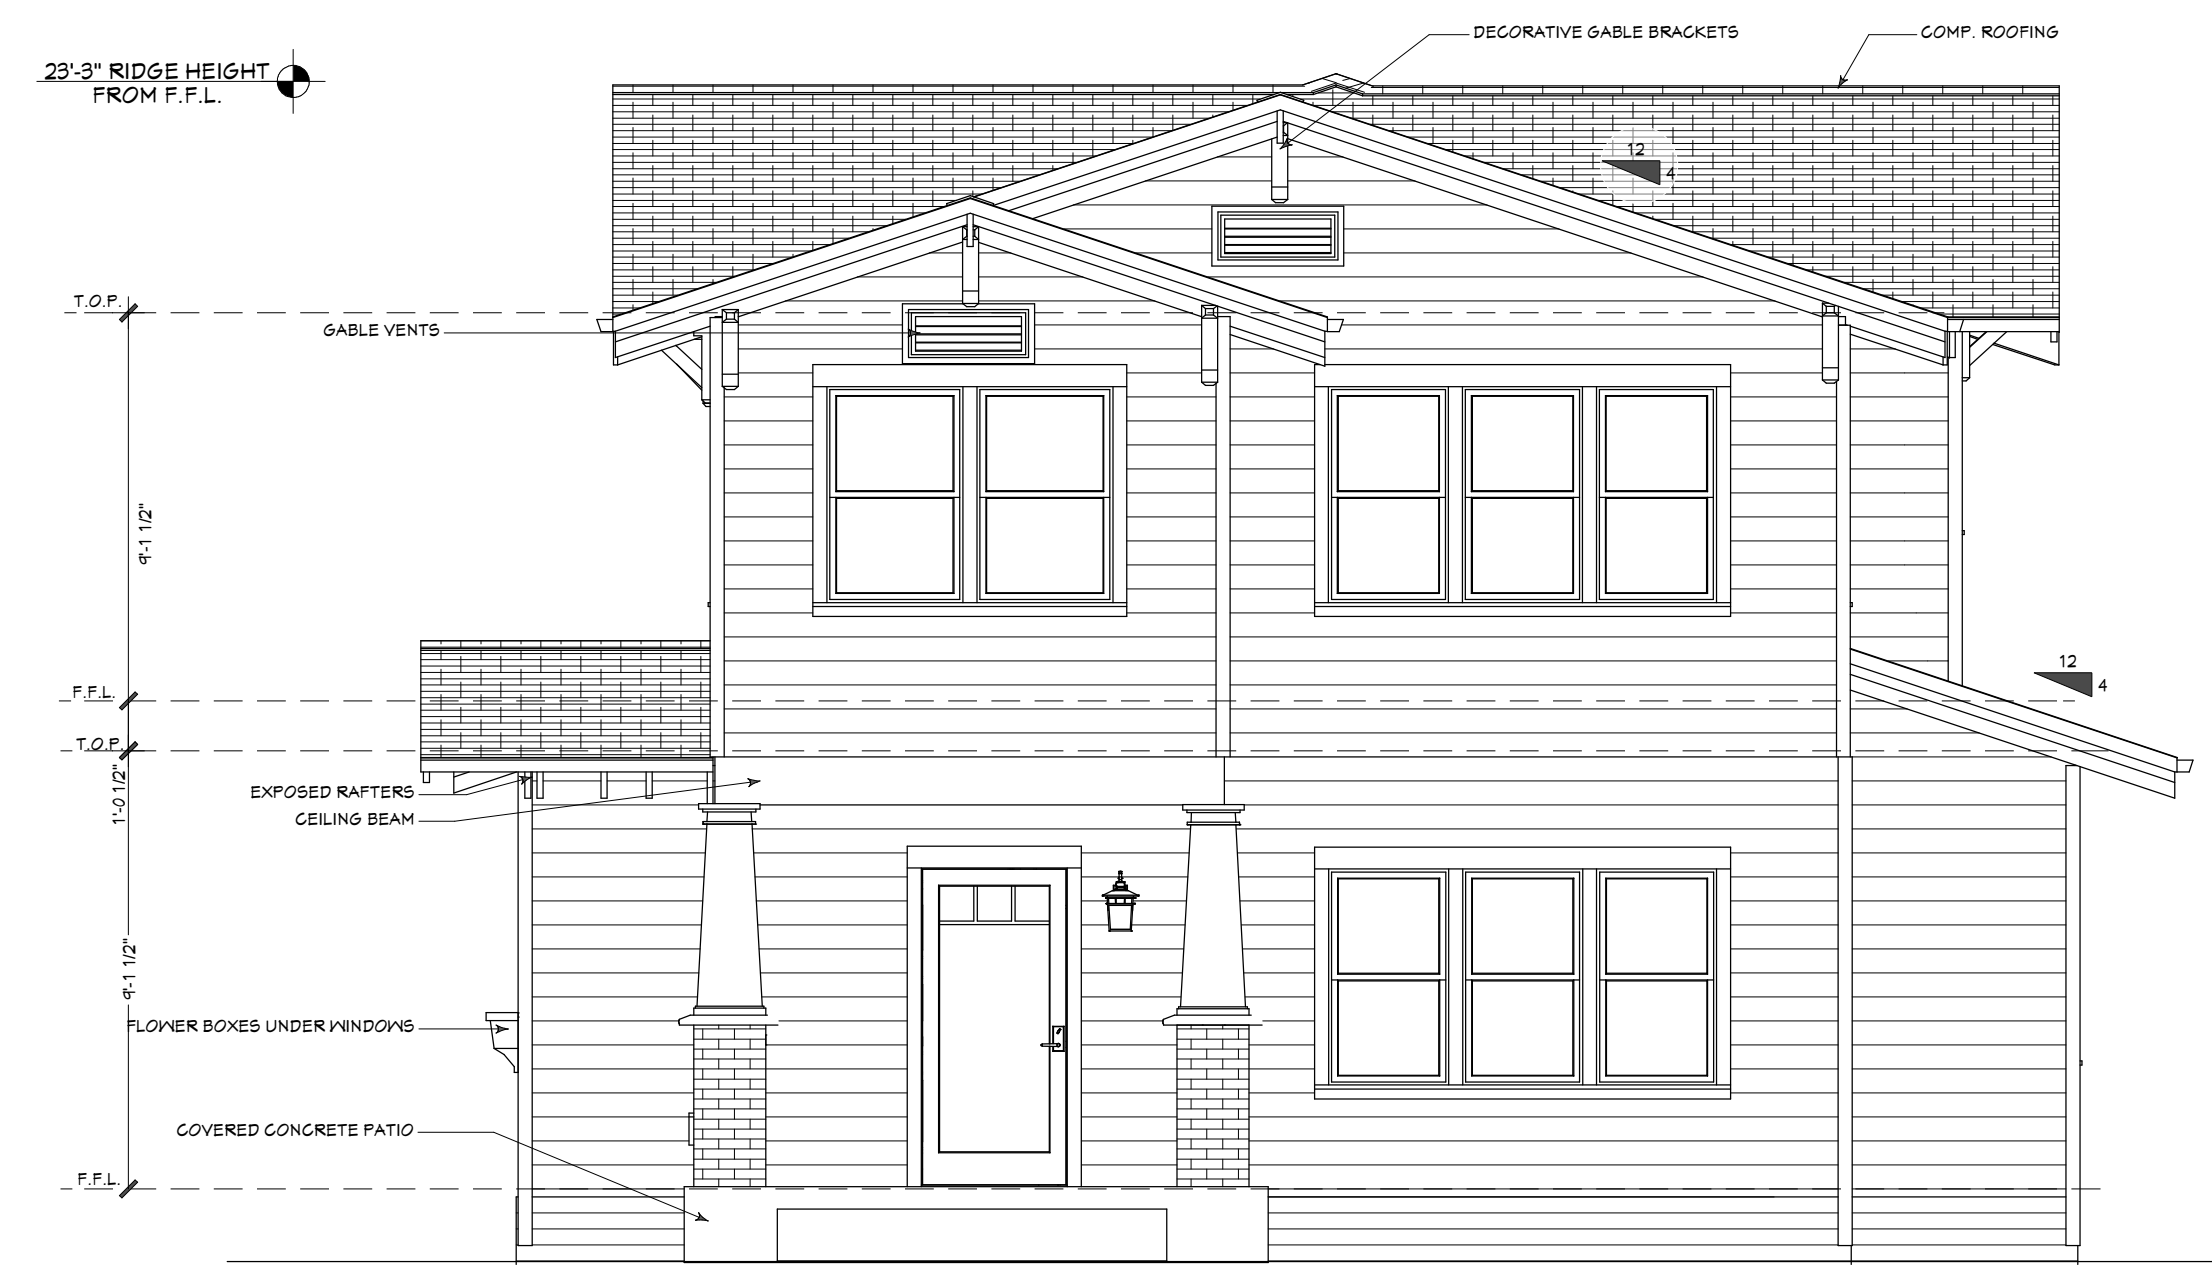 DECORATIVE GABLE BRACKETS
COMP. ROOFING
23'-3" RIDGE HEIGHT
FROM F.F.L.
12
4
T.O.P.
GABLE VENTS
9'-1 1/2"
12
4
F.F.L.
T.O.P.
1'-0 1/2"
EXPOSED RAFTERS
CEILING BEAM
9'-1 1/2"
FLOWER BOXES UNDER WINDOWS
COVERED CONCRETE PATIO
F.F.L.